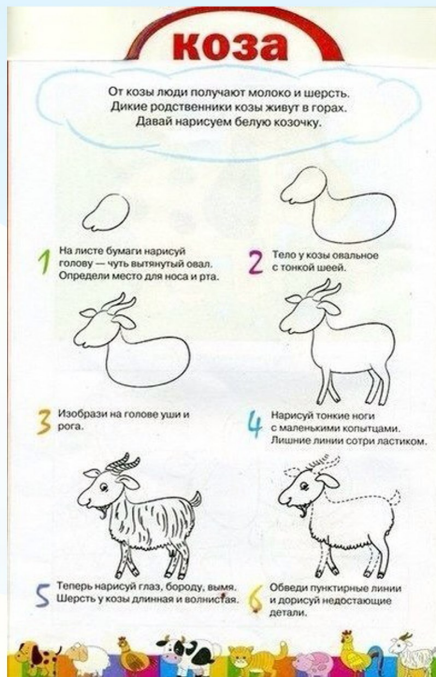 коза
От козы люди получают молоко и шерсть.
Дикие родственники козы живут в горах.
Давай нарисуем белую козочку.
1 На листе бумаги нарисуй
голову — чуть вытянутый овал.
Определи место для носа и рта.
2 Тело у козы овальное
с тонкой шеей.
3 Изобрази на голове уши и
рога.
4 Нарисуй тонкие ноги
с маленькими копытцами.
Лишние линии сотри ластиком.
5 Теперь нарисуй глаз, бороду, вымя.
Шерсть у козы длинная и волнистая.
6 Обведи пунктирные линии
и дорисуй недостающие
детали.